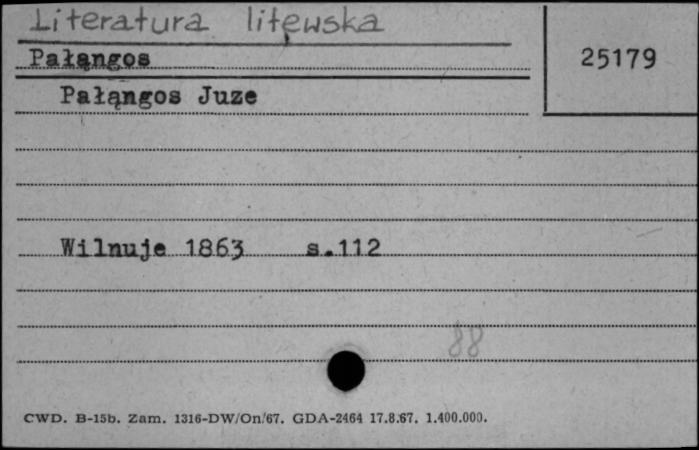 Literatura litewska
Pałąngos
25179
Pałąngos Juze
Wilnuje 1863 s.112
88
CWD. B-15b. Zam. 1316-DW/On/67. GDA-2464 17.8.67. 1.400.000.